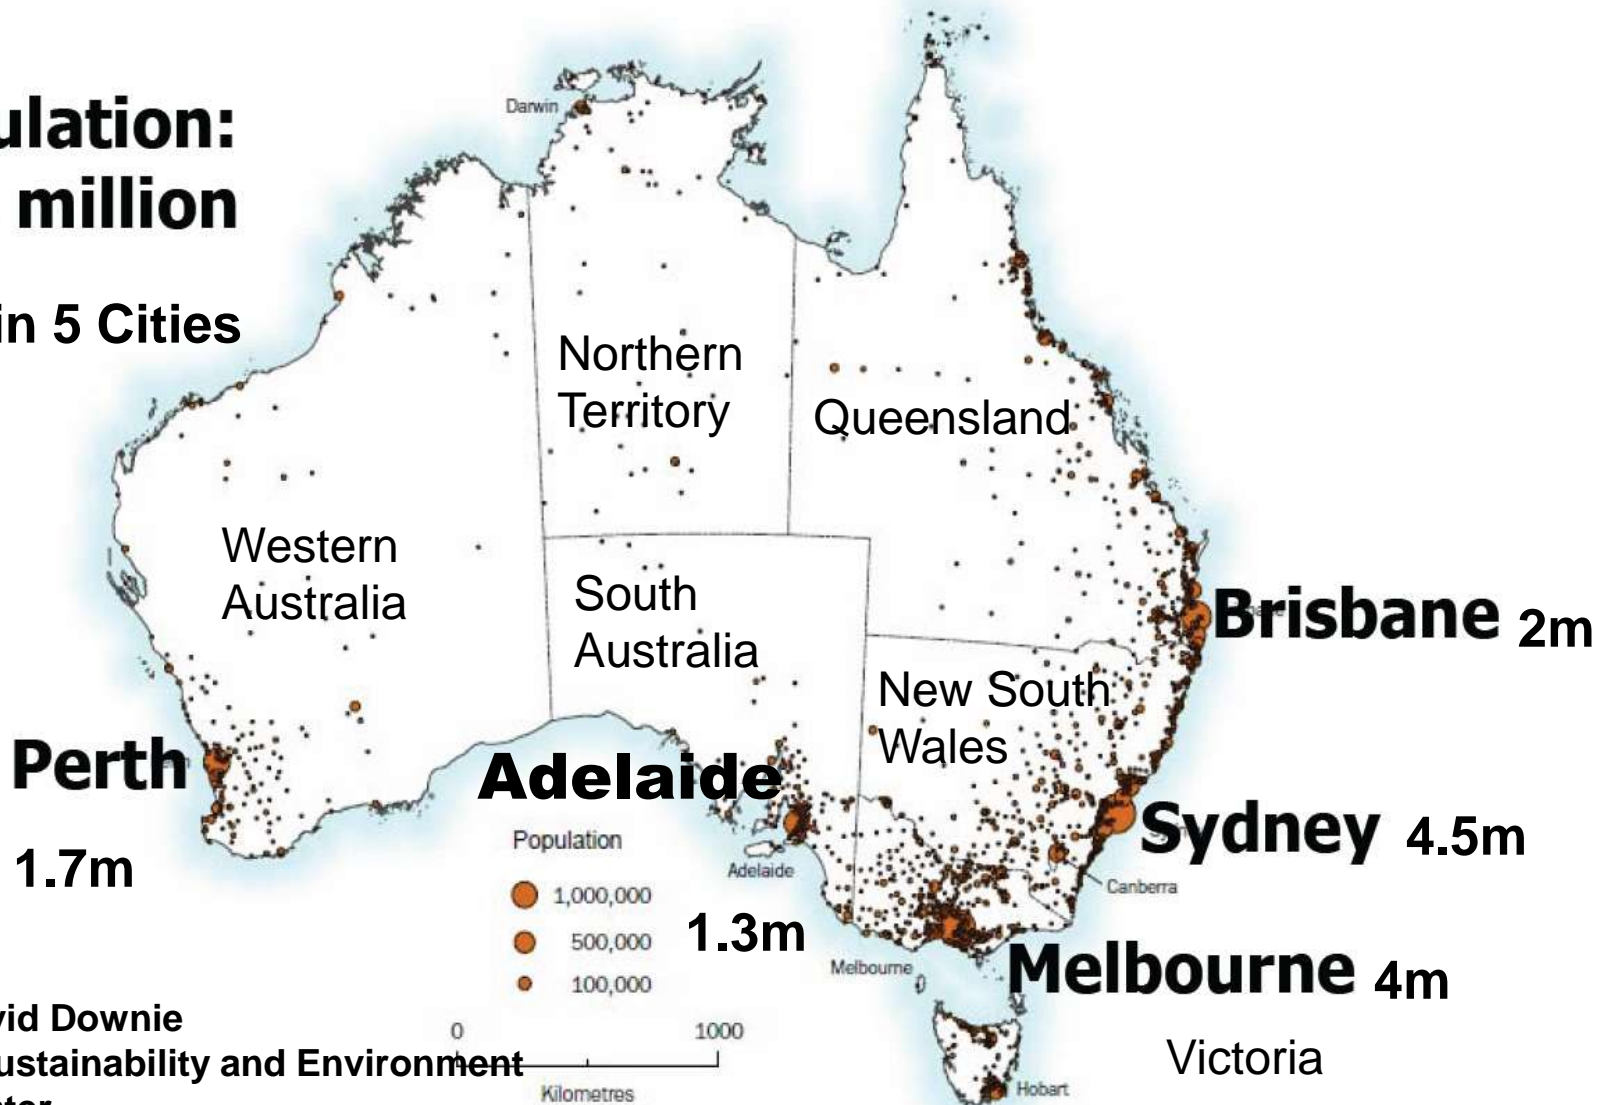 Darwin
ulation:
million
in 5 Cities
Northern
Territory
Queensland
Western
Australia
South
Australia
Brisbane 2m
New South
Wales
Perth
1.7m
Adelaide
Sydney 4.5m
Population
Adelaide
Canberra
1,000,000
500,000
100,000
1.3m
Melbourne
Melbourne 4m
vid Downie
ustainability and Environment
0 1000
Kilometres
Victoria
Hobart